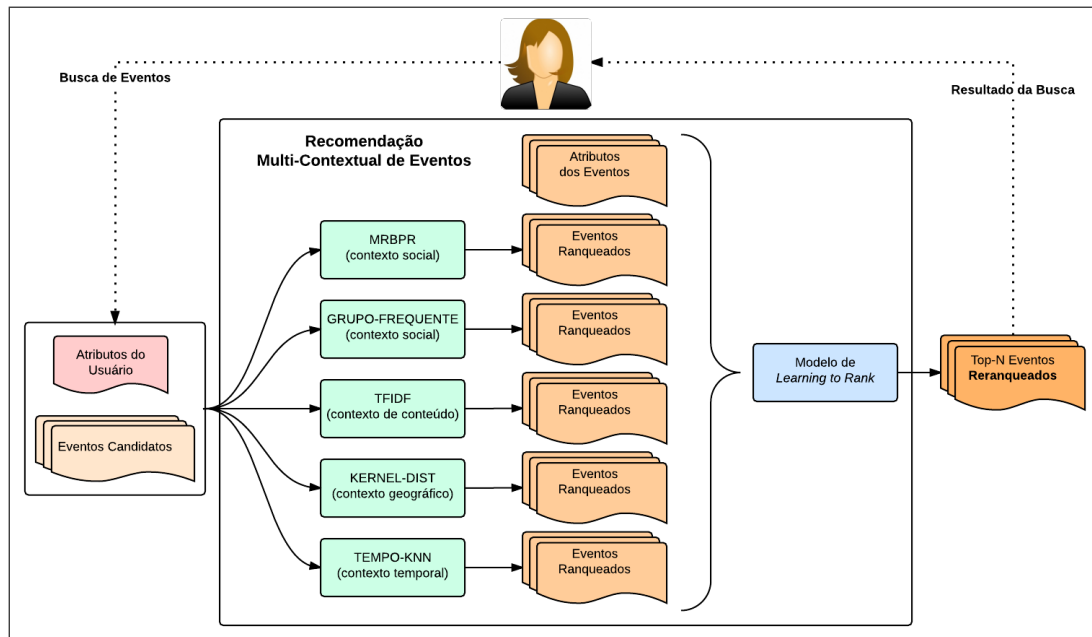 Busca de Eventos
Resultado da Busca
Recomendação
Multi-Contextual de Eventos
Atributos
dos Eventos
MRBPR
(contexto social)
Eventos
Ranqueados
GRUPO-FREQUENTE
(contexto social)
Eventos
Ranqueados
Atributos do
Usuário
Eventos Candidatos
TFIDF
(contexto de conteúdo)
Eventos
Ranqueados
KERNEL-DIST
(contexto geográfico)
Eventos
Ranqueados
TEMPO-KNN
(contexto temporal)
Eventos
Ranqueados
Modelo de
Learning to Rank
Top-N Eventos
Reranqueados